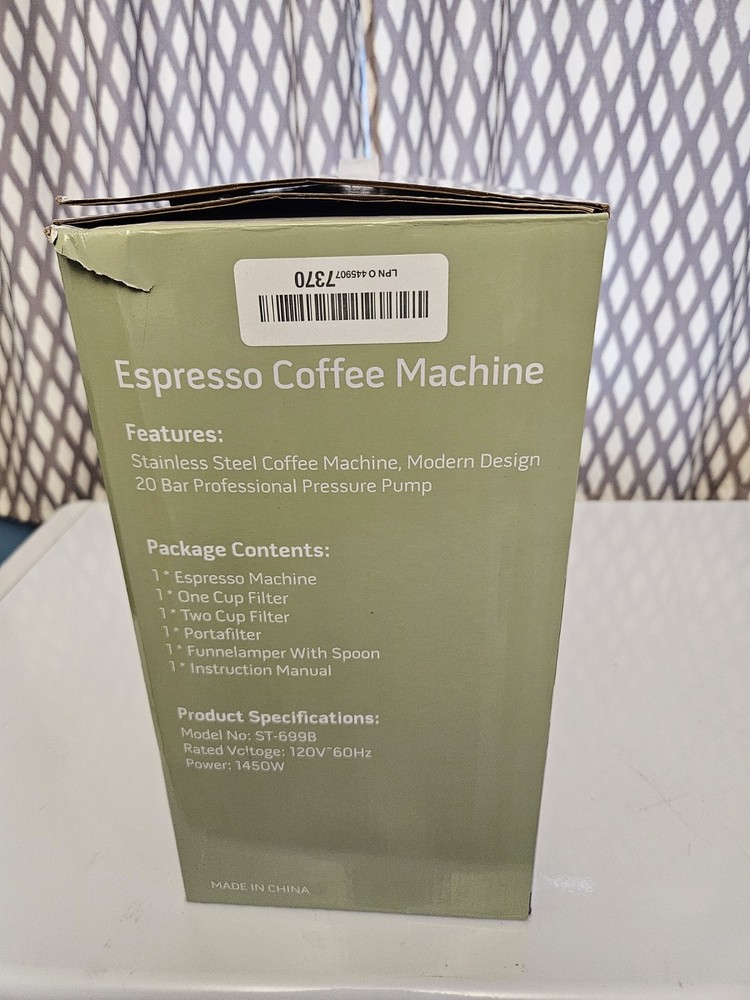 LPN O 445907
7370
Espresso Coffee Machine
Features:
Stainless Steel Coffee Machine, Modern Design
20 Bar Professional Pressure Pump
Package Contents:
1 * Espresso Machine
1 * One Cup Filter
1 * Two Cup Filter
1 * Portafilter
1 * Funnelamper With Spoon
1 * Instruction Manual
Product Specifications:
Model No: ST-699B
Rated Voltoge: 120V~60Hz
Power: 1450W
MADE IN CHINA